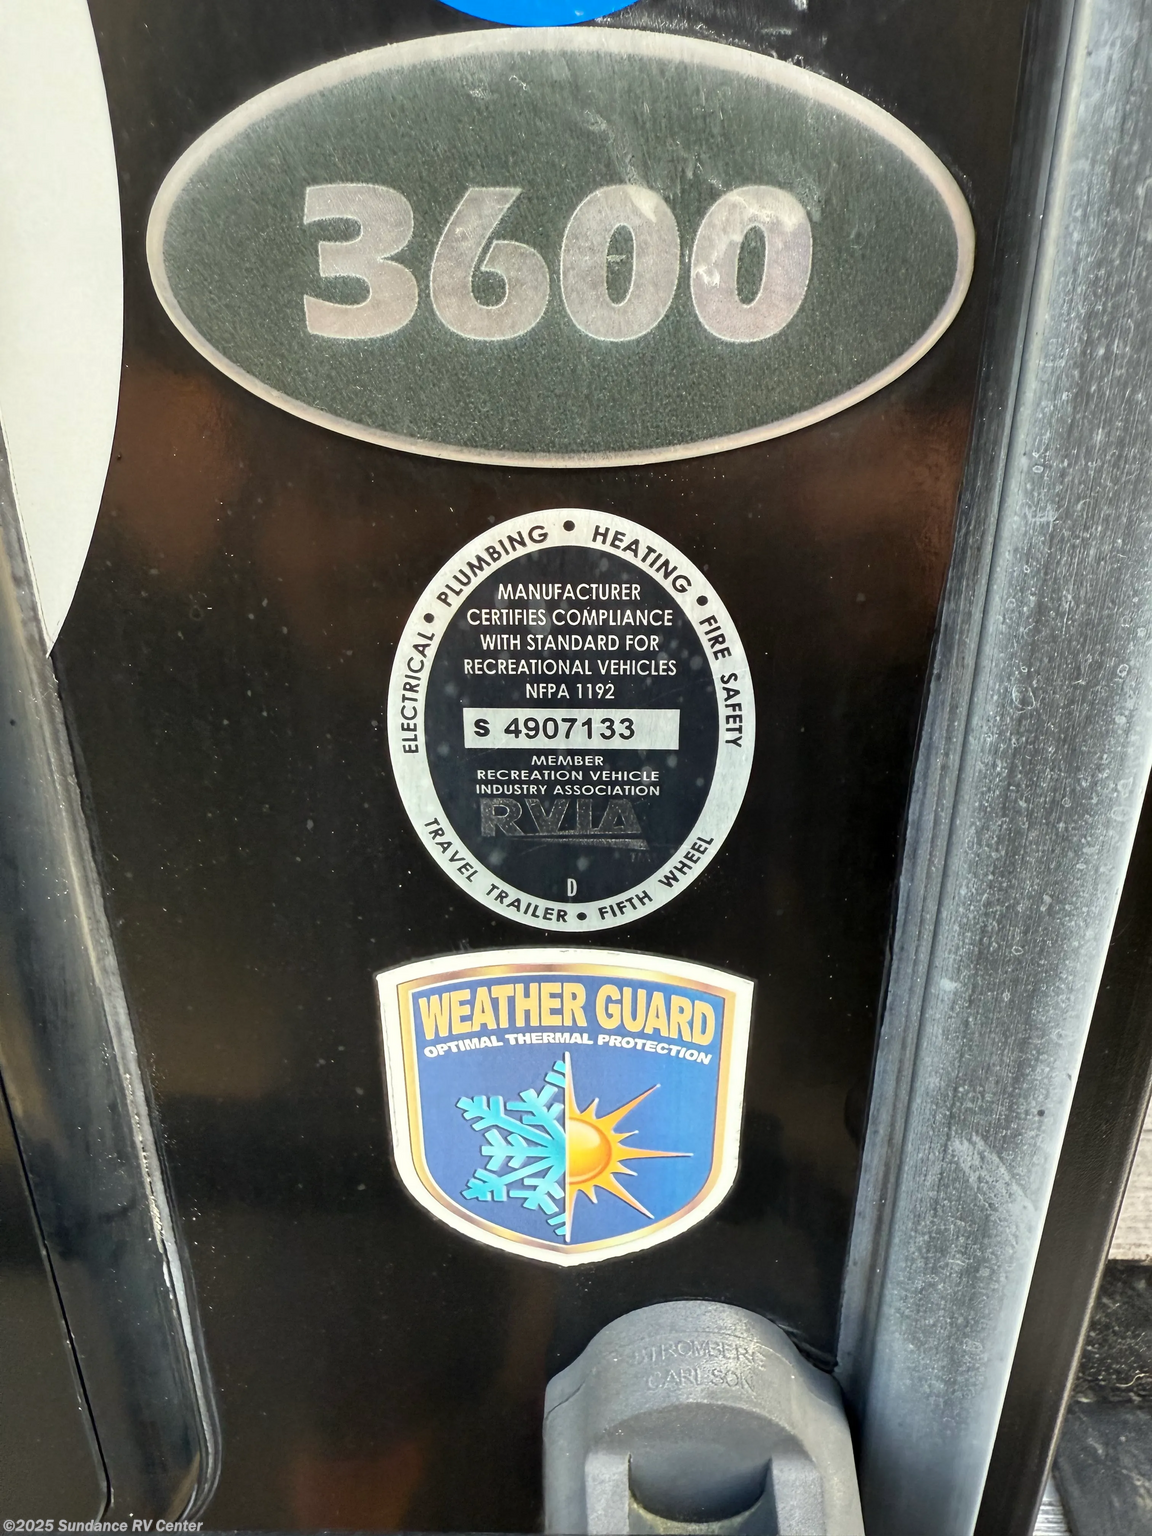 3600
ELECTRICAL • PLUMBING • HEATING • FIRE SAFETY
MANUFACTURER
CERTIFIES COMPLIANCE
WITH STANDARD FOR
RECREATIONAL VEHICLES
NFPA 1192
S 4907133
MEMBER
RECREATION VEHICLE
INDUSTRY ASSOCIATION
RVIA
TM
D
TRAVEL TRAILER • FIFTH WHEEL
WEATHER GUARD
OPTIMAL THERMAL PROTECTION
STROMBERG
CARLSON
©2025 Sundance RV Center